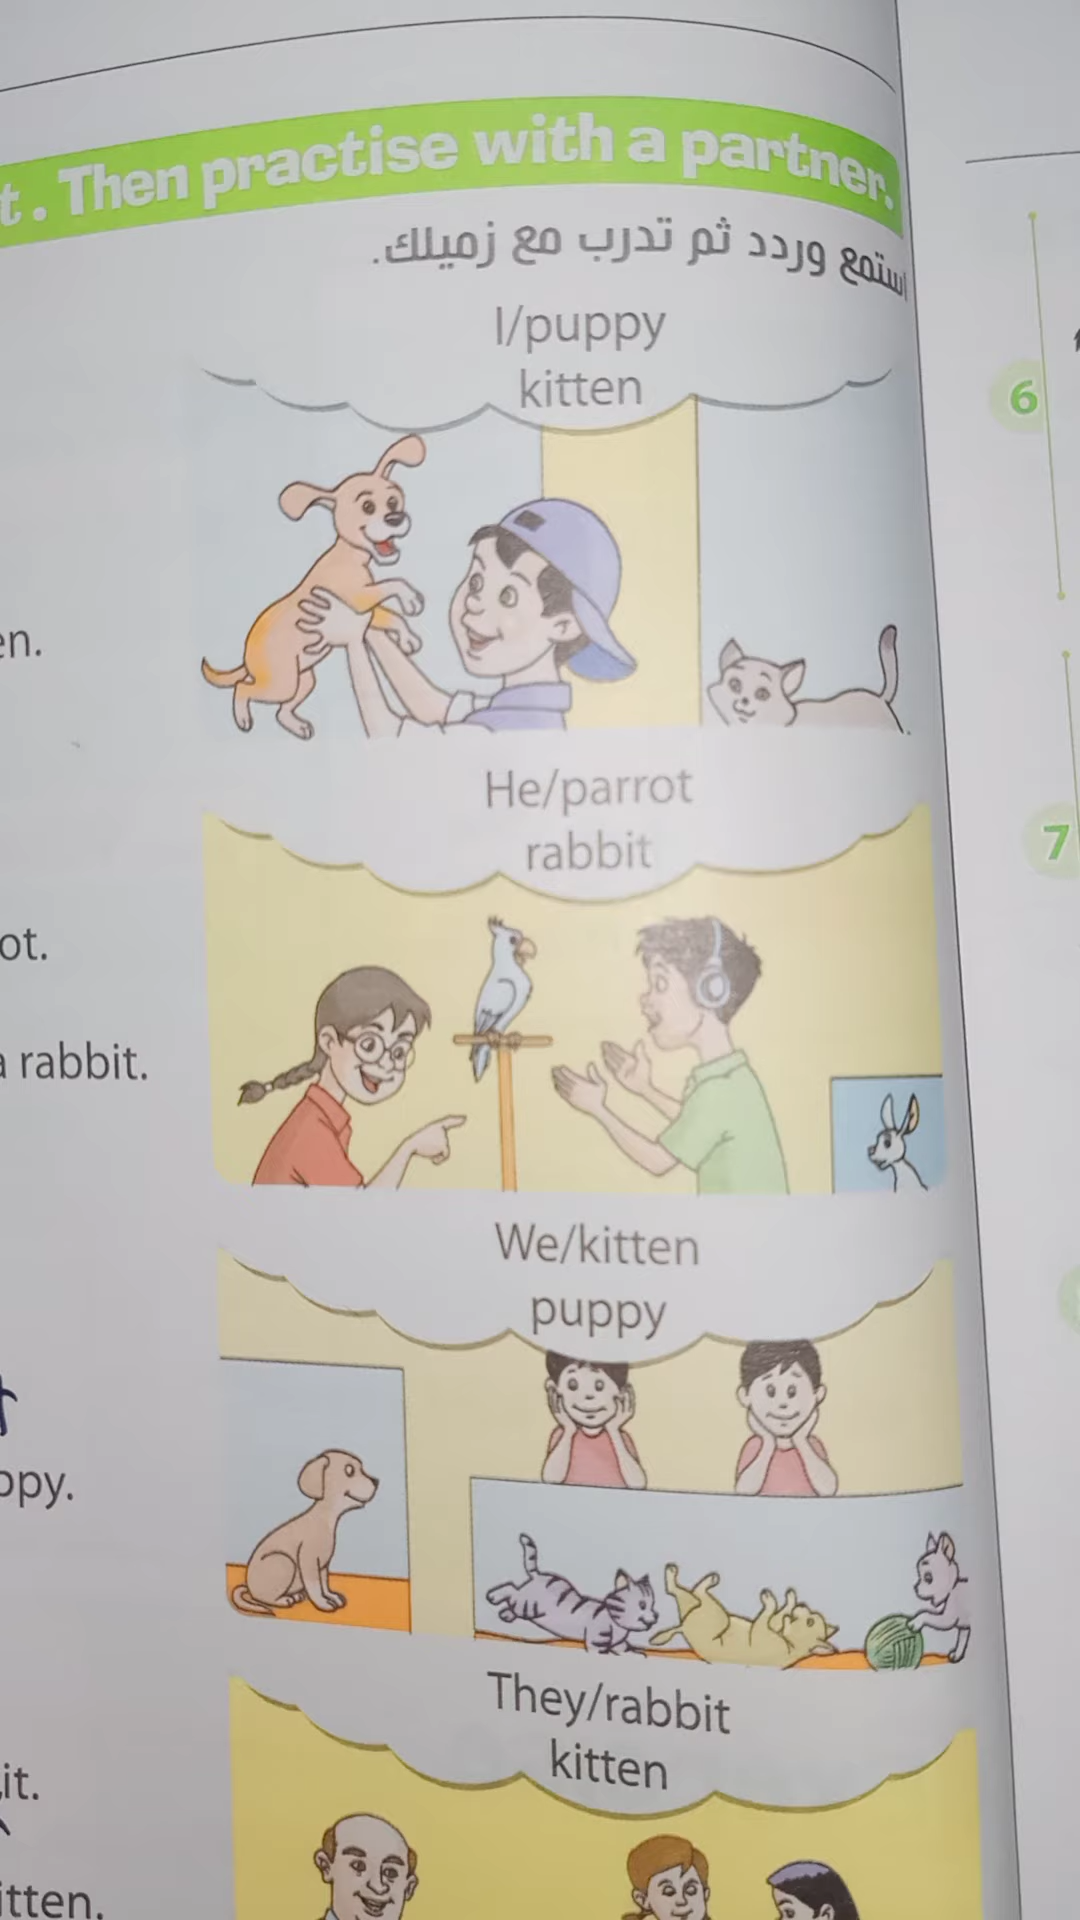 . Then practise with a partner.
استمع وردد ثم تدرب مع زميلك.
I/puppy
kitten
6
en.
He/parrot
rabbit
7
ot.
a rabbit.
We/kitten
puppy
ppy.
They/rabbit
kitten
it.
itten.